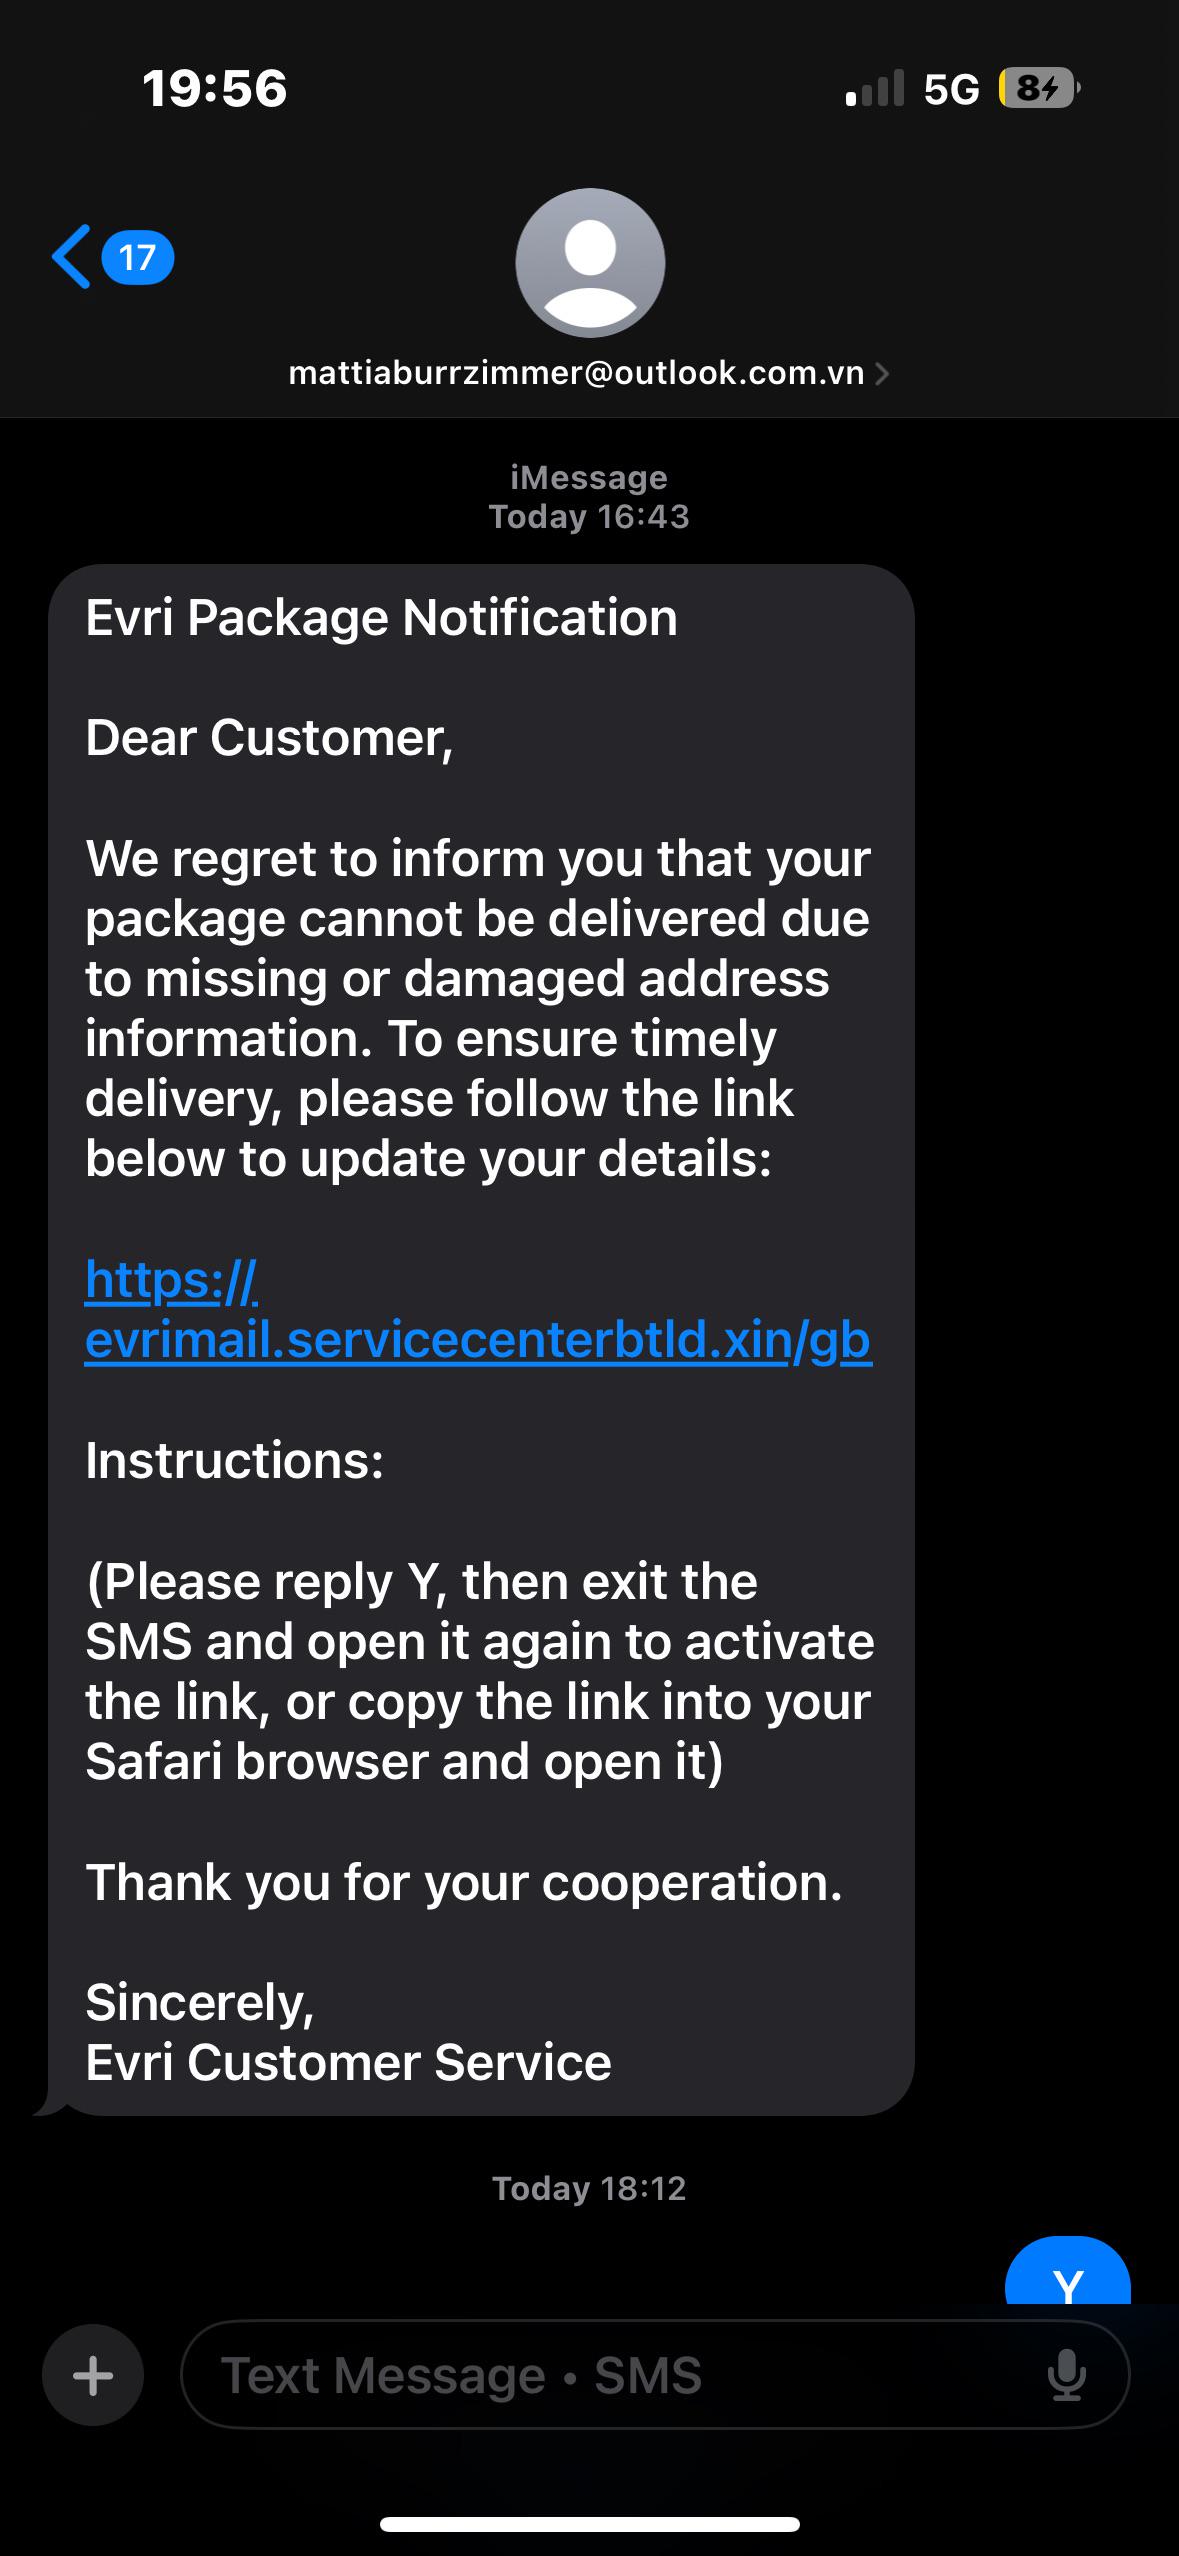 19:56
5G
8
17
mattiaburrzimmer@outlook.com.vn
iMessage
Today 16:43
Evri Package Notification
Dear Customer,
We regret to inform you that your
package cannot be delivered due
to missing or damaged address
information. To ensure timely
delivery, please follow the link
below to update your details:
https://
evrimail.servicecenterbtld.xin/gb
Instructions:
(Please reply Y, then exit the
SMS and open it again to activate
the link, or copy the link into your
Safari browser and open it)
Thank you for your cooperation.
Sincerely,
Evri Customer Service
Today 18:12
Y
Text Message • SMS